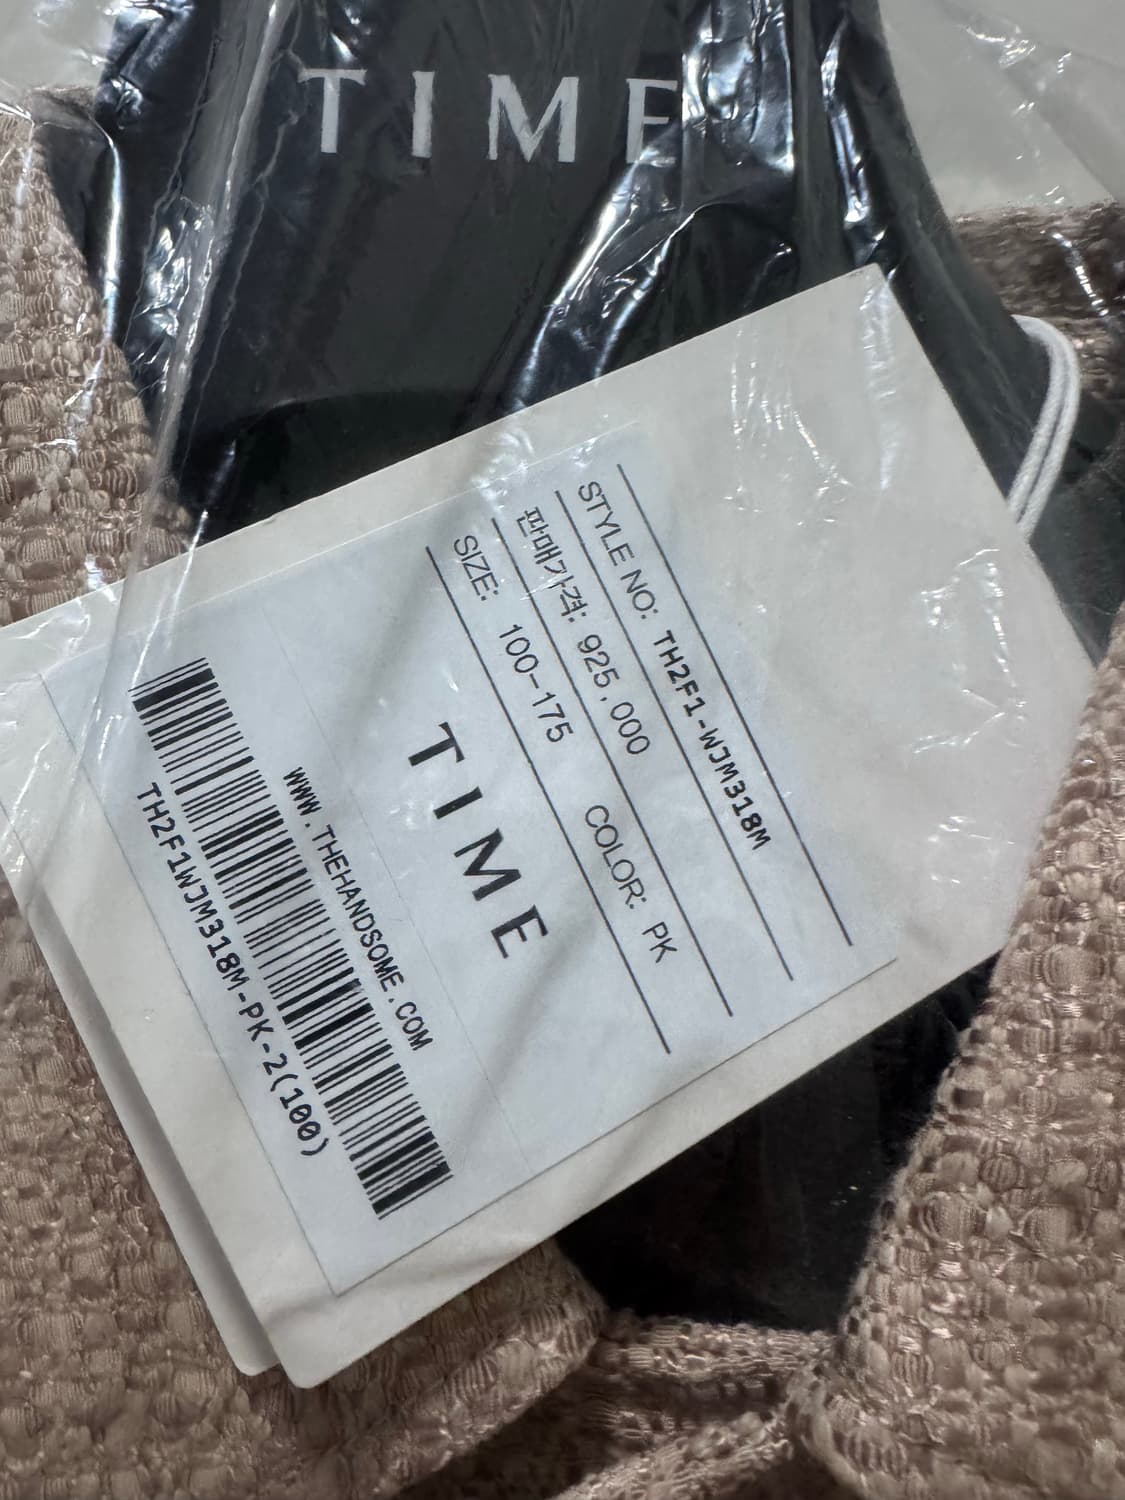 TIME
STYLE NO: TH2F1-WJM318M
판매가격: 925,000
SIZE: 100-175 COLOR: PK
TIME
WWW.THEHANDSOME.COM
TH2F1WJM318M-PK-2(100)